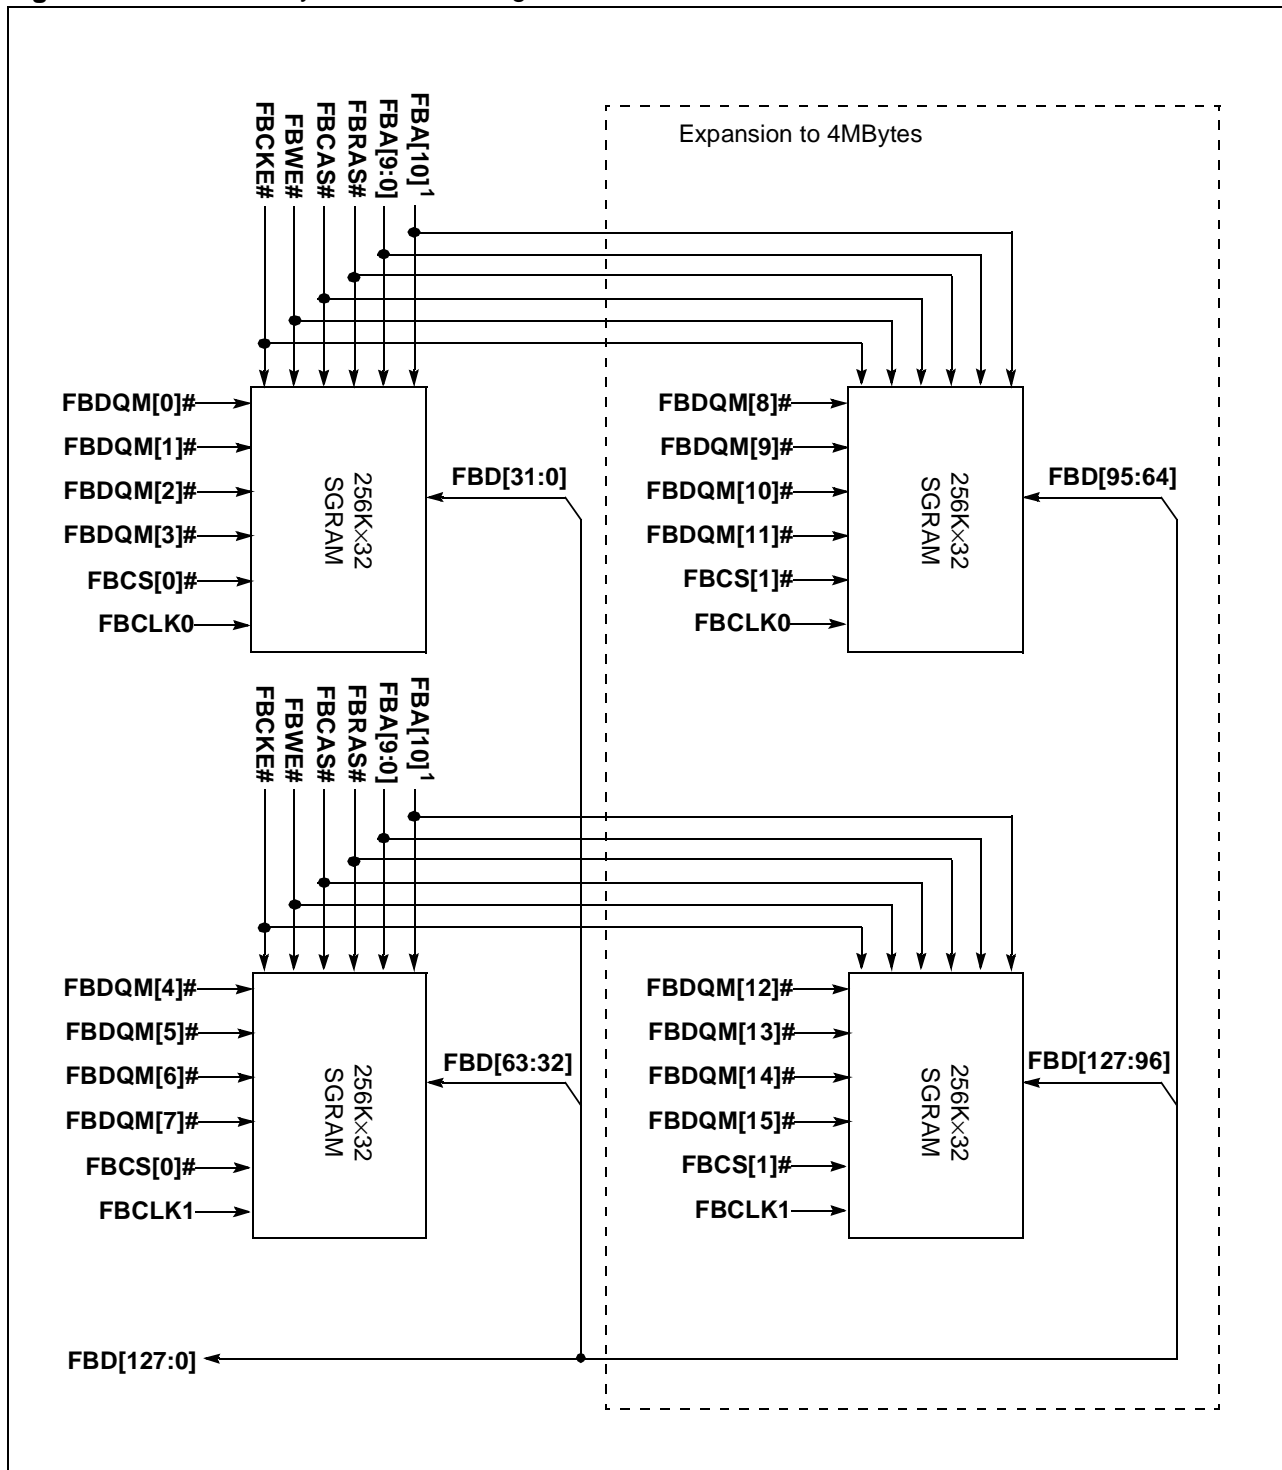 Expansion to 4MBytes
FBCKE#
FBWE#
FBCAS#
FBRAS#
FBA[9:0]
FBA[10]1
FBDQM[0]#
FBDQM[1]#
FBDQM[2]#
FBDQM[3]#
FBCS[0]#
FBCLK0
256K×32
SGRAM
FBD[31:0]
FBDQM[8]#
FBDQM[9]#
FBDQM[10]#
FBDQM[11]#
FBCS[1]#
FBCLK0
256K×32
SGRAM
FBD[95:64]
FBCKE#
FBWE#
FBCAS#
FBRAS#
FBA[9:0]
FBA[10]1
FBDQM[4]#
FBDQM[5]#
FBDQM[6]#
FBDQM[7]#
FBCS[0]#
FBCLK1
256K×32
SGRAM
FBD[63:32]
FBDQM[12]#
FBDQM[13]#
FBDQM[14]#
FBDQM[15]#
FBCS[1]#
FBCLK1
256K×32
SGRAM
FBD[127:96]
FBD[127:0]